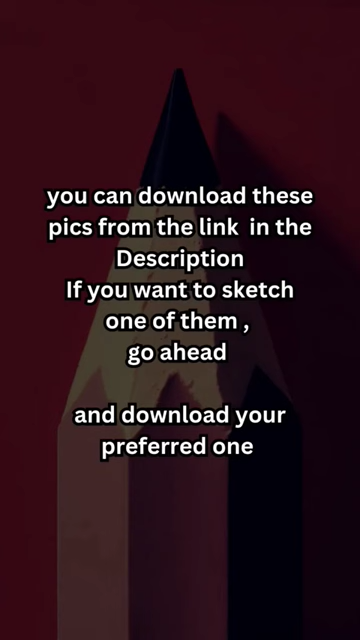 you can download these
pics from the link  in the
Description
If you want to sketch
one of them ,
go ahead
and download your
preferred one